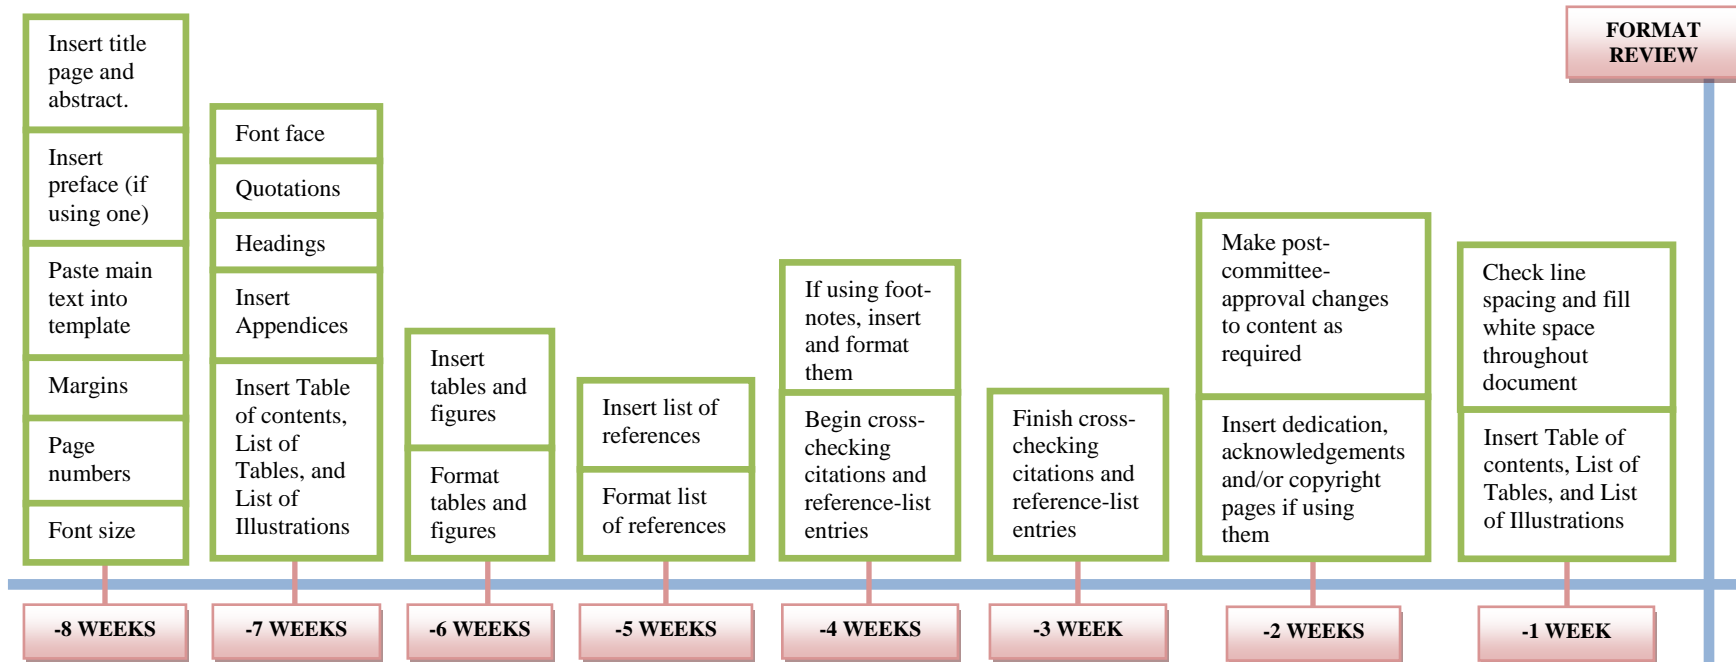 Insert title
page and
abstract.
Insert
preface (if
using one)
Paste main
text into
template
Margins
Page
numbers
Font size
-8 WEEKS
Font face
Quotations
Headings
Insert
Appendices
Insert Table
of contents,
List of
Tables, and
List of
Illustrations
-7 WEEKS
Insert
tables and
figures
Format
tables and
figures
-6 WEEKS
Insert list of
references
Format list
of references
-5 WEEKS
If using foot-
notes, insert
and format
them
Begin cross-
checking
citations and
reference-list
entries
-4 WEEKS
Finish cross-
checking
citations and
reference-list
entries
-3 WEEK
Make post-
committee-
approval changes
to content as
required
Insert dedication,
acknowledgements
and/or copyright
pages if using
them
-2 WEEKS
Check line
spacing and fill
white space
throughout
document
Insert Table of
contents, List of
Tables, and List
of Illustrations
-1 WEEK
FORMAT
REVIEW